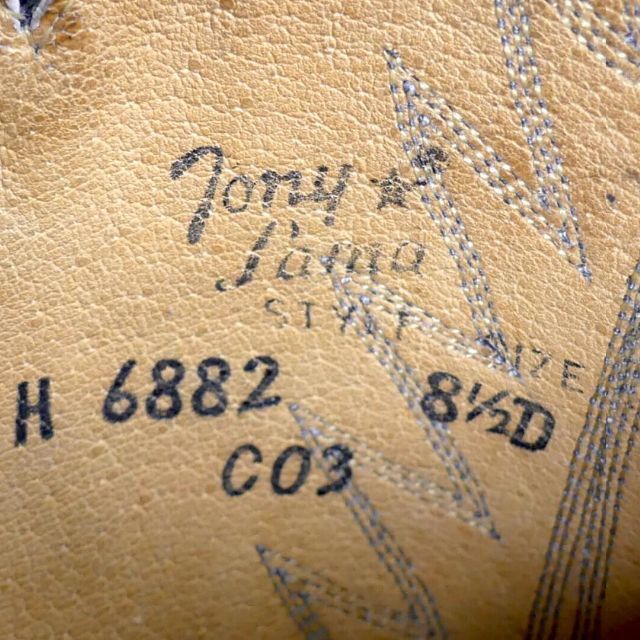 Tony
Lama
STYLE SIZE
H 6882 8½D
C03